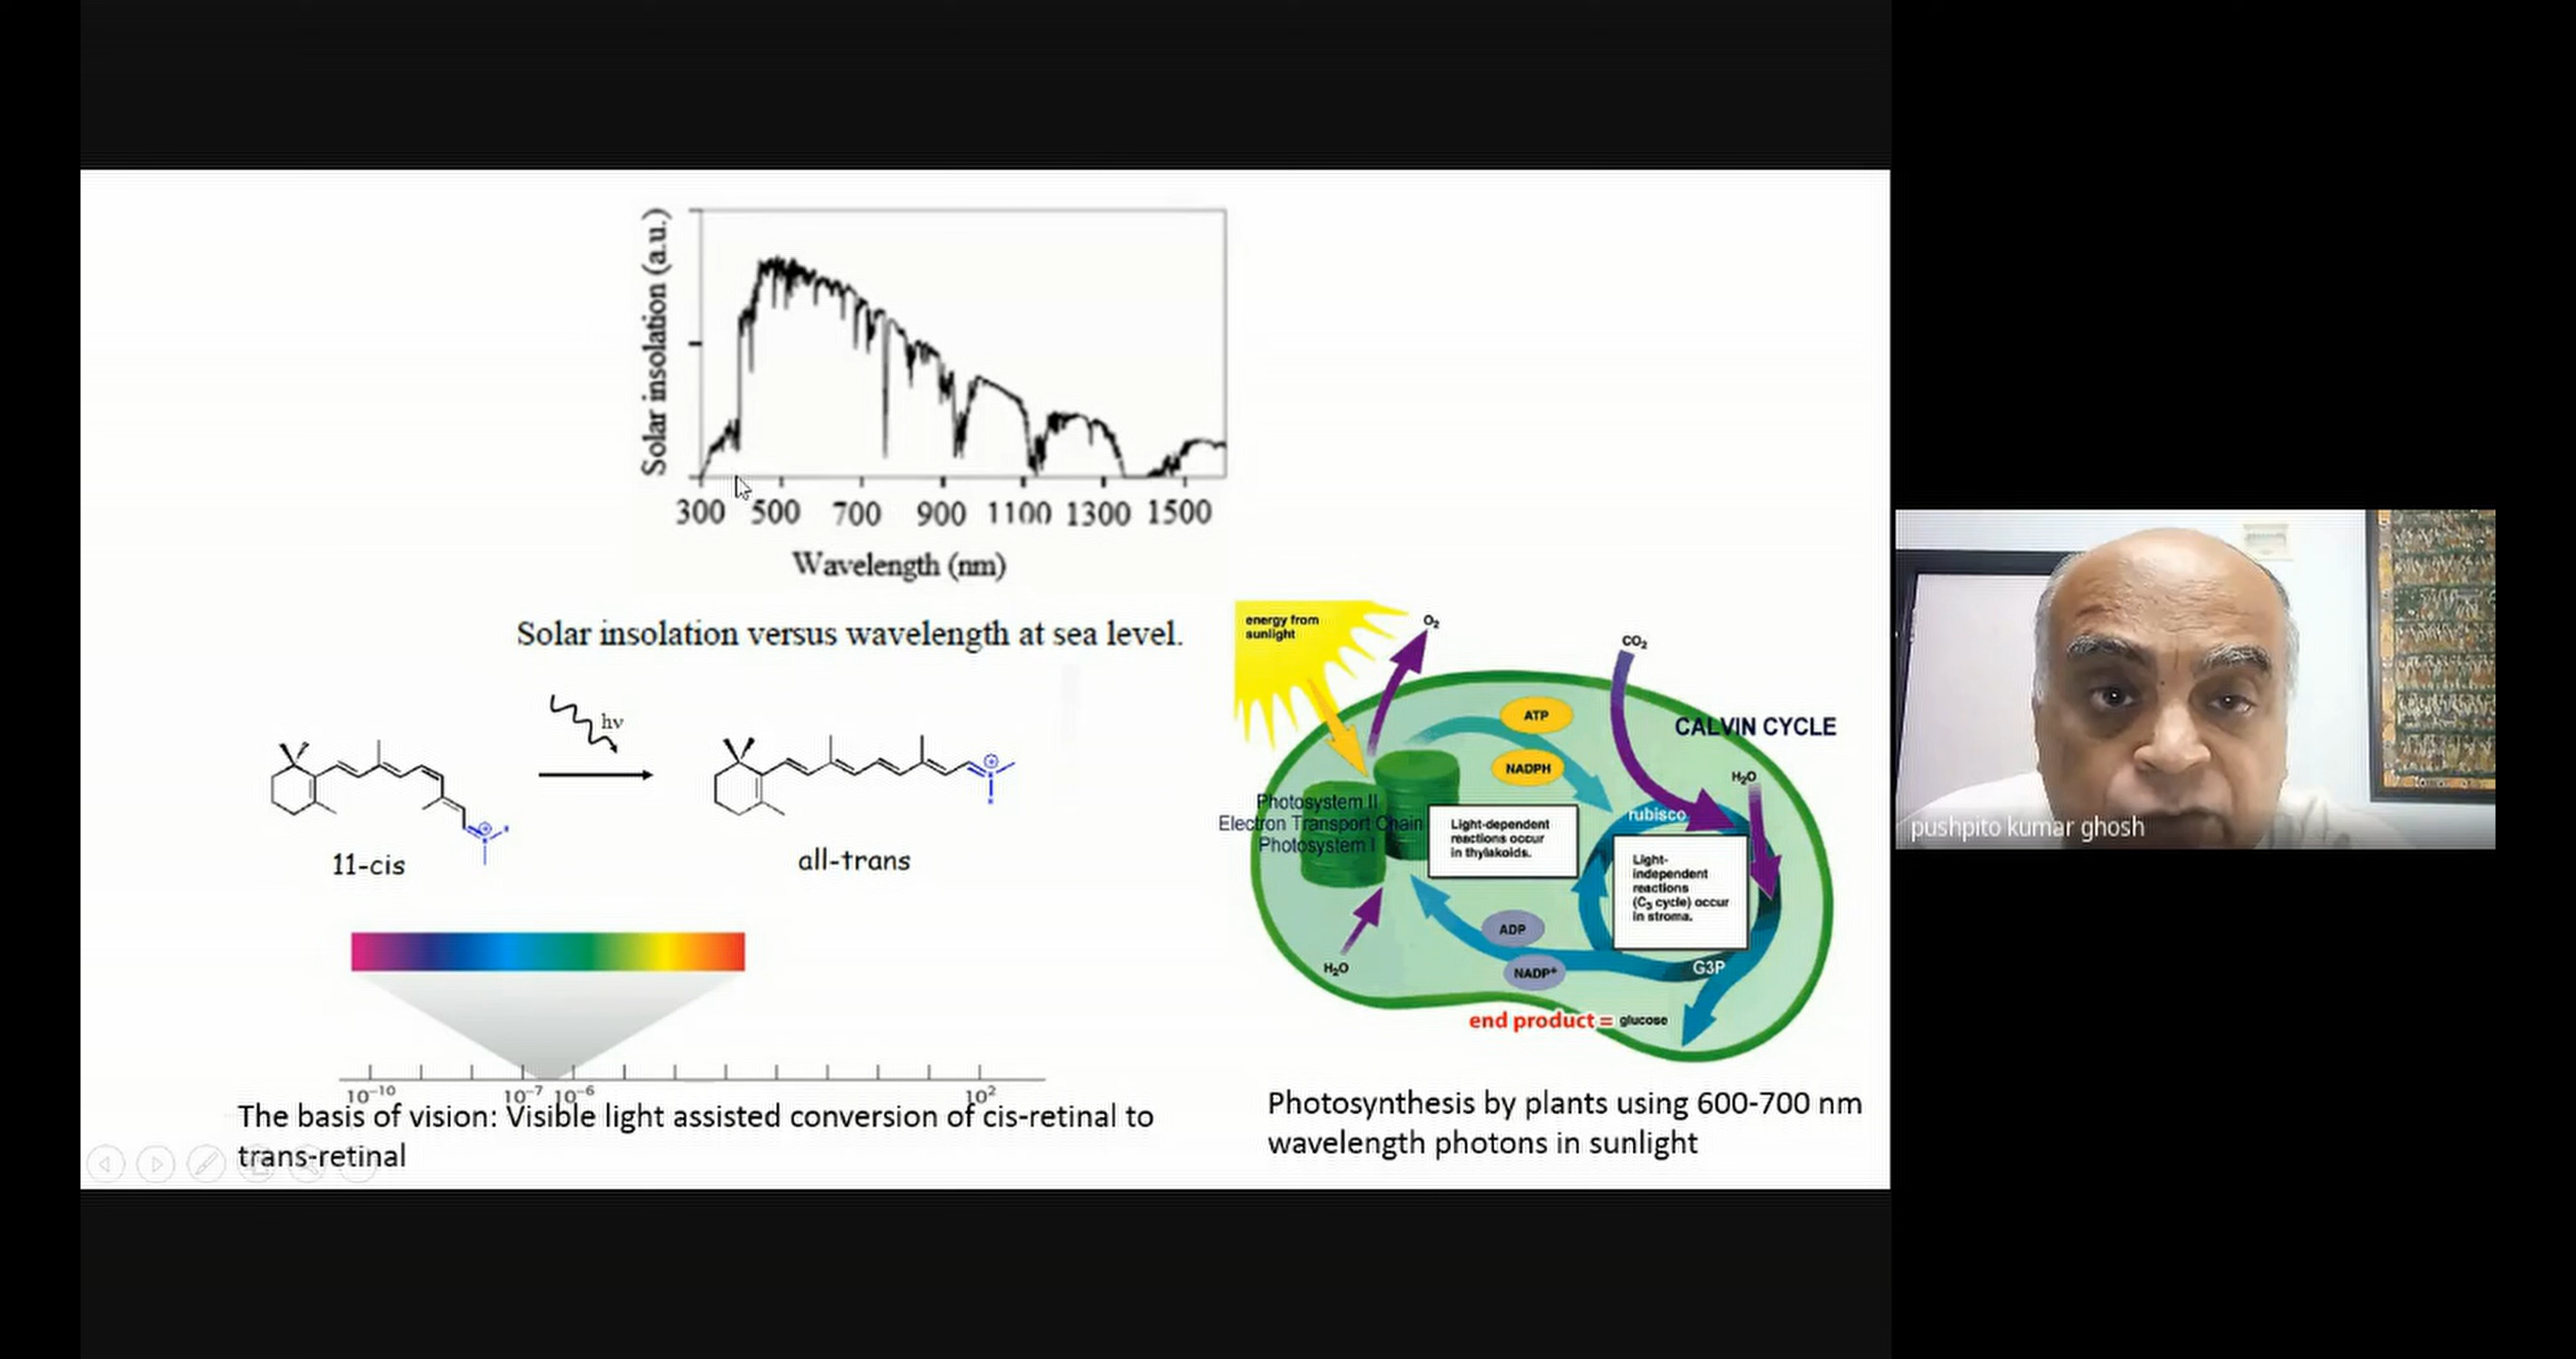 Solar insolation (a.u.)
300 500 700 900 1100 1300 1500
Wavelength (nm)
Solar insolation versus wavelength at sea level.
hν
11-cis
all-trans
10⁻¹⁰ 10⁻⁷ 10⁻⁶ 10²
The basis of vision: Visible light assisted conversion of cis-retinal to
trans-retinal
energy from
sunlight
O₂
CO₂
ATP
CALVIN CYCLE
NADPH
H₂O
Photosystem II
Electron Transport Chain
Photosystem I
Light-dependent
reactions occur
in thylakoids.
rubisco
Light-
independent
reactions
(C₃ cycle) occur
in stroma.
ADP
NADP⁺
H₂O
G3P
end product = glucose
Photosynthesis by plants using 600-700 nm
wavelength photons in sunlight
pushpito kumar ghosh